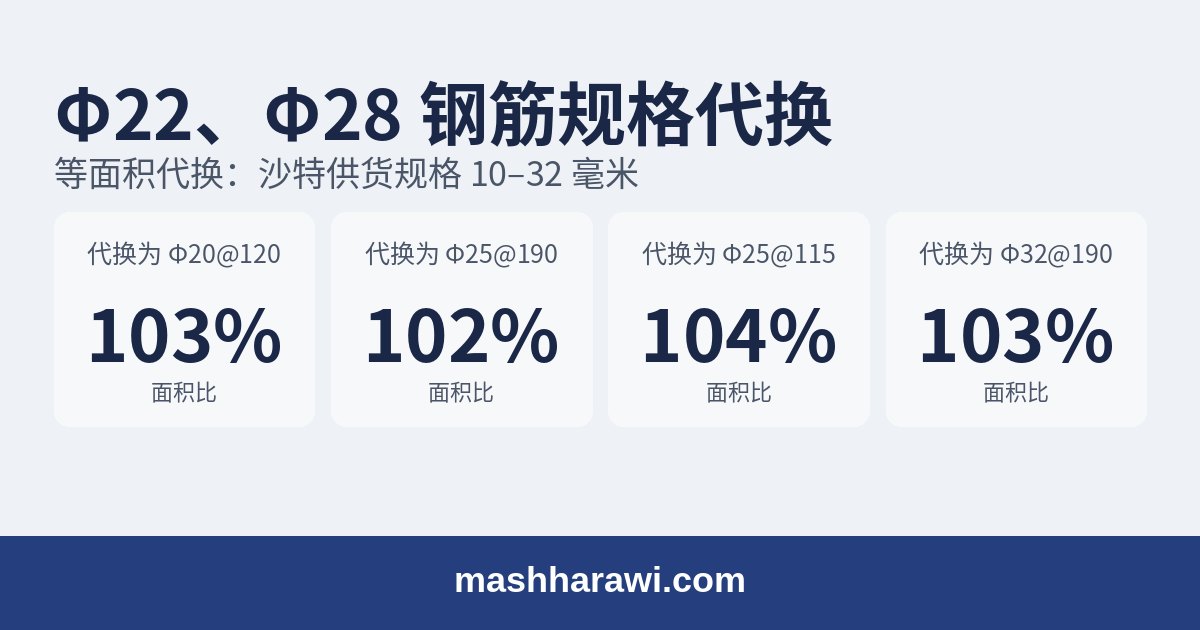 Φ22、Φ28 钢筋规格代换
等面积代换：沙特供货规格 10–32 毫米
代换为 Φ20@120
103%
面积比
代换为 Φ25@190
102%
面积比
代换为 Φ25@115
104%
面积比
代换为 Φ32@190
103%
面积比
mashharawi.com